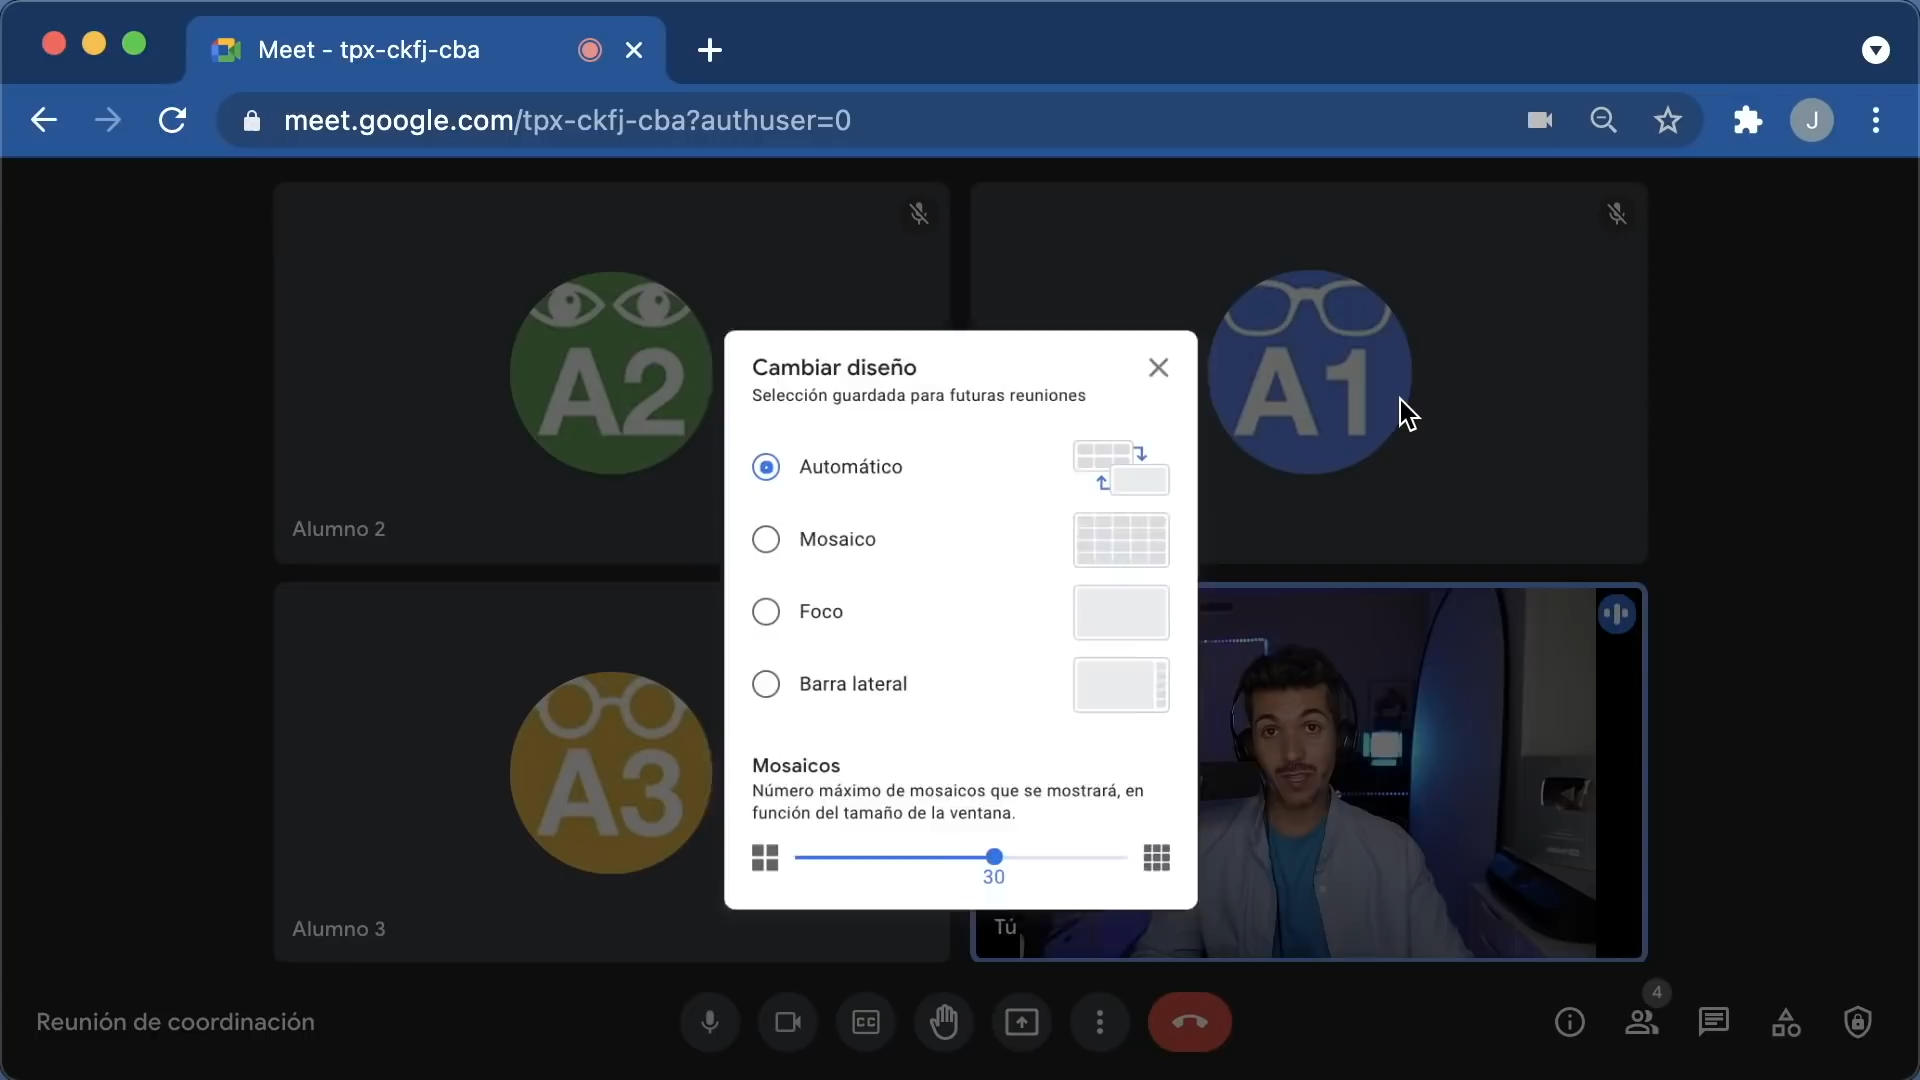 Meet - tpx-ckfj-cba
meet.google.com/tpx-ckfj-cba?authuser=0
J
A2
A1
Alumno 2
Cambiar diseño
Selección guardada para futuras reuniones
Automático
Mosaico
Foco
Barra lateral
Mosaicos
Número máximo de mosaicos que se mostrará, en
función del tamaño de la ventana.
30
A3
Alumno 3
Tú
Reunión de coordinación
CC
4